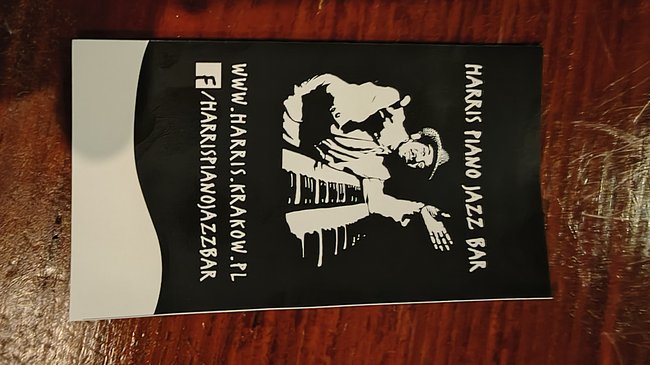 HARRIS PIANO JAZZ BAR
WWW.HARRIS.KRAKOW.PL
f/HARRISPIANOJAZZBAR